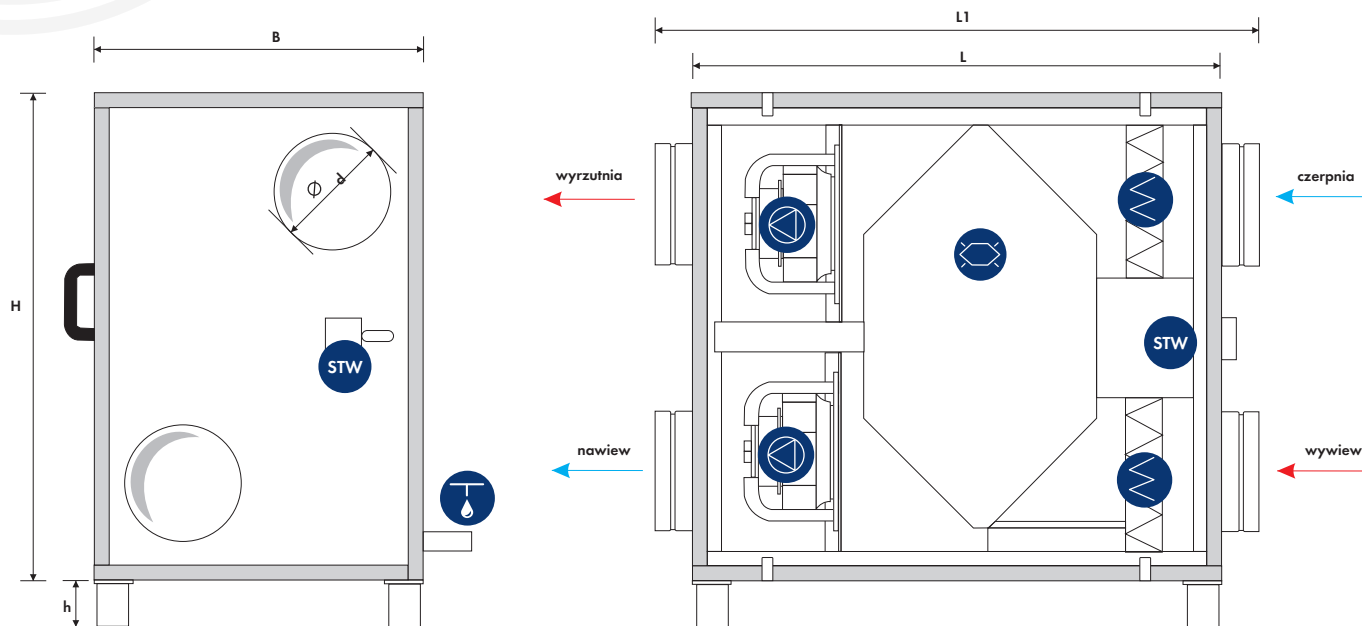 B
L1
L
H
h
Ø d
STW
wyrzutnia
czerpnia
STW
nawiew
wywiew